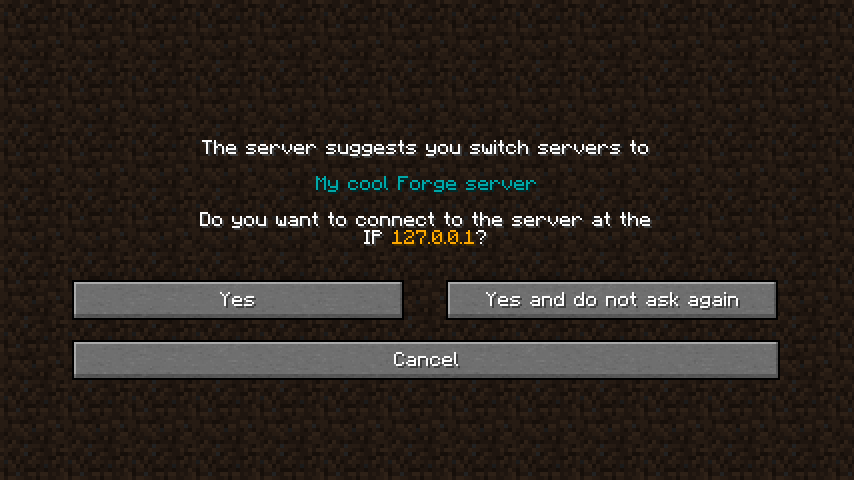 The server suggests you switch servers to
My cool Forge server
Do you want to connect to the server at the
IP 127.0.0.1?
Yes
Yes and do not ask again
Cancel